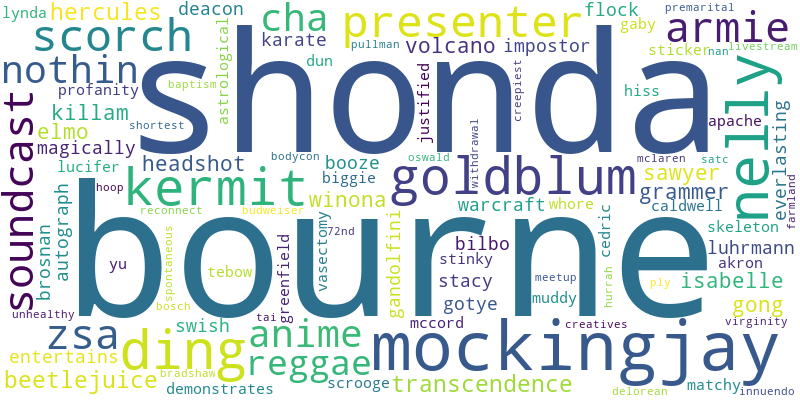 lynda
hercules
deacon
cha
presenter
flock
premarital
armie
scorch
karate
pullman
volcano
impostor
gaby
sticker
nan
livestream
nothin
dun
astrological
shonda
justified
creepiest
profanity
baptism
hiss
nelly
soundcast
killam
elmo
shortest
apache
magically
lucifer
headshot
bodycon
booze
oswald
withdrawal
mclaren
satc
everlasting
hoop
kermit
biggie
goldblum
sawyer
grammer
farmland
autograph
reconnect
budweiser
winona
warcraft
whore
caldwell
brosnan
yu
spontaneous
bourne
72nd
vasectomy
gandolfini
bilbo
cedric
skeleton
luhrmann
tebow
greenfield
stinky
akron
stacy
meetup
hurrah
ply
isabelle
bosch
gotye
muddy
gong
unhealthy
zsa
swish
tai
anime
mccord
creatives
virginity
ding
reggae
mockingjay
entertains
beetlejuice
bradshaw
demonstrates
scrooge
transcendence
delorean
matchy
innuendo